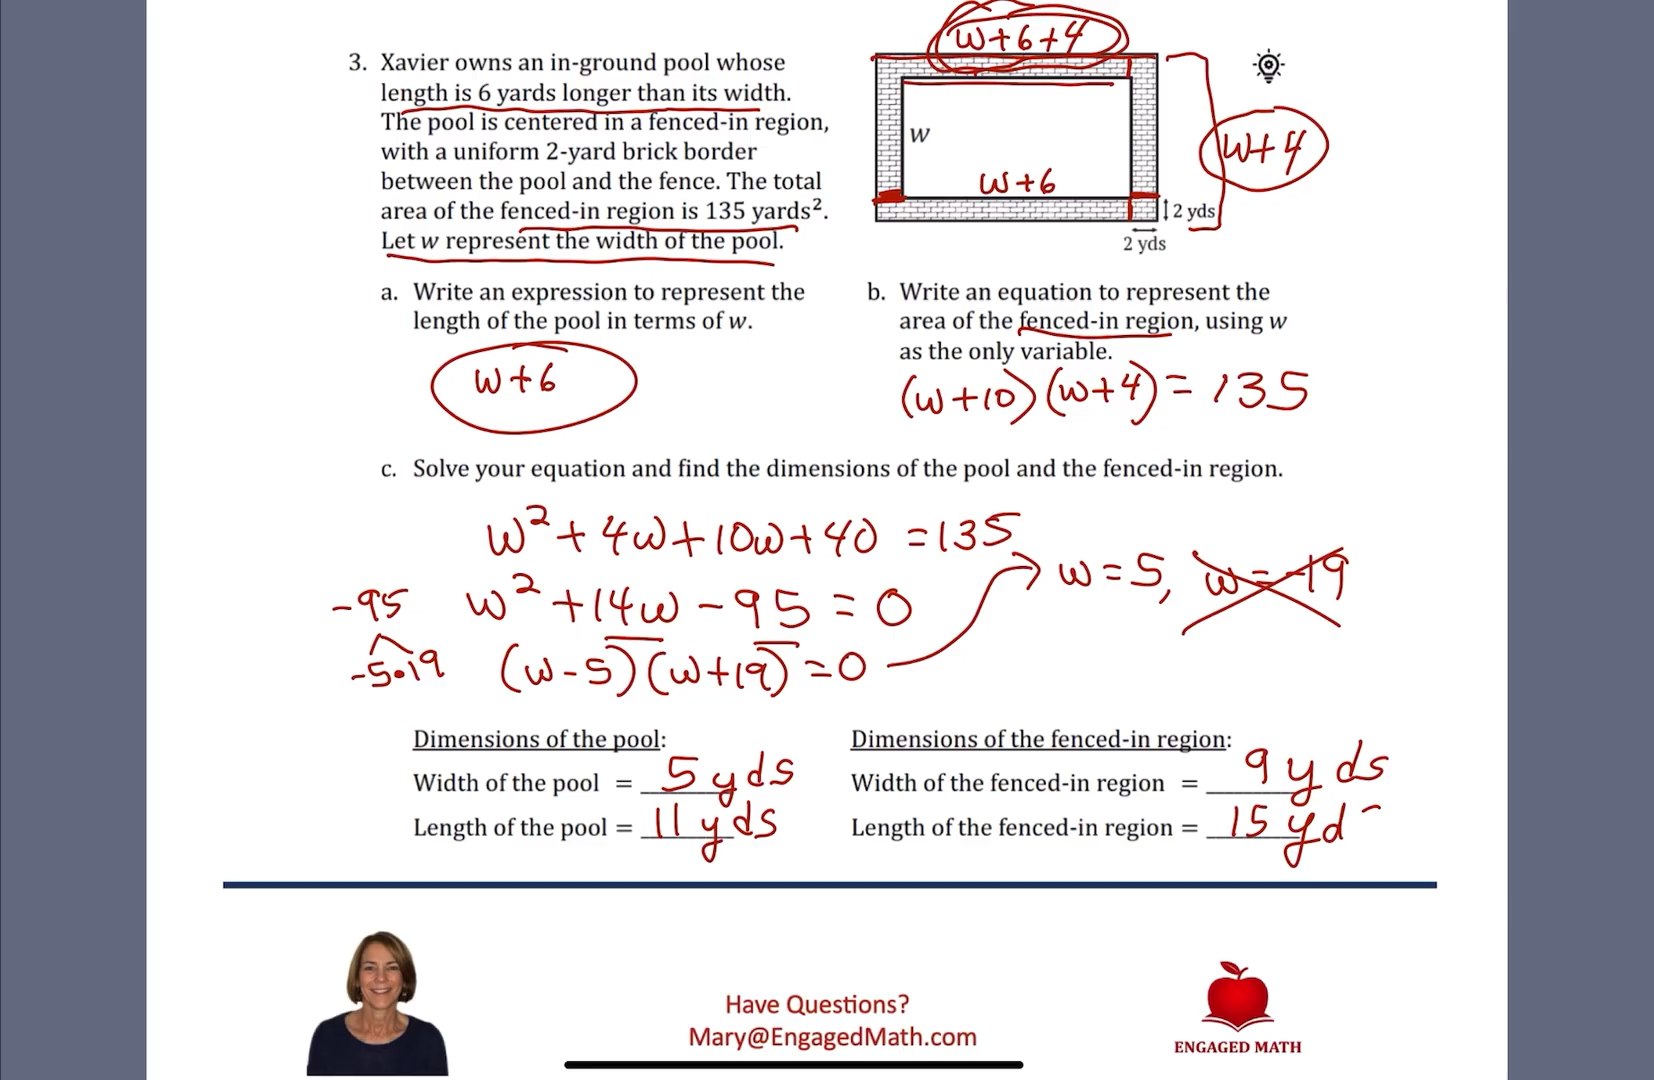 w+6+4
3. Xavier owns an in-ground pool whose
length is 6 yards longer than its width.
The pool is centered in a fenced-in region,
with a uniform 2-yard brick border
between the pool and the fence. The total
area of the fenced-in region is 135 yards².
Let w represent the width of the pool.
w
w+6
w+4
2 yds
2 yds
a. Write an expression to represent the
length of the pool in terms of w.
w+6
b. Write an equation to represent the
area of the fenced-in region, using w
as the only variable.
(w+10)(w+4)=135
c. Solve your equation and find the dimensions of the pool and the fenced-in region.
w²+4w+10w+40 =135
-95 w²+14w-95=0
-5•19 (w-5)(w+19)=0
w=5, w=-19
Dimensions of the pool:
Width of the pool = 5 yds
Length of the pool = 11 yds
Dimensions of the fenced-in region:
Width of the fenced-in region = 9 yds
Length of the fenced-in region = 15 yd
Have Questions?
Mary@EngagedMath.com
ENGAGED MATH